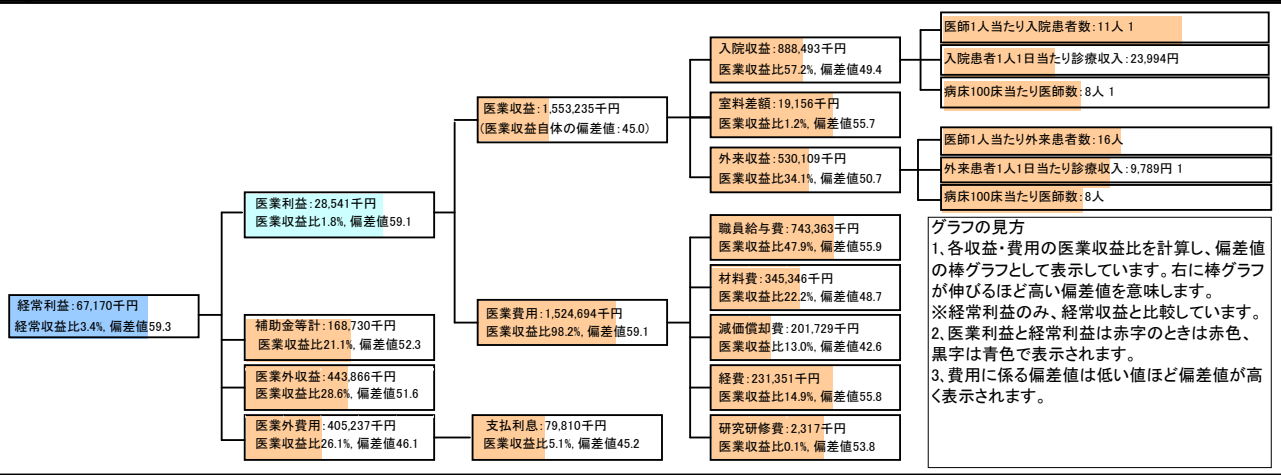 経常利益:67,170千円
経常収益比3.4%, 偏差値59.3
医業利益:28,541千円
医業収益比1.8%, 偏差値59.1
補助金等計:168,730千円
医業収益比21.1%, 偏差値52.3
医業外収益:443,866千円
医業収益比28.6%, 偏差値51.6
医業外費用:405,237千円
医業収益比26.1%, 偏差値46.1
医業収益:1,553,235千円
(医業収益自体の偏差値:45.0)
医業費用:1,524,694千円
医業収益比98.2%, 偏差値59.1
支払利息:79,810千円
医業収益比5.1%, 偏差値45.2
入院収益:888,493千円
医業収益比57.2%, 偏差値49.4
室料差額:19,156千円
医業収益比1.2%, 偏差値55.7
外来収益:530,109千円
医業収益比34.1%, 偏差値50.7
職員給与費:743,363千円
医業収益比47.9%, 偏差値55.9
材料費:345,346千円
医業収益比22.2%, 偏差値48.7
減価償却費:201,729千円
医業収益比13.0%, 偏差値42.6
経費:231,351千円
医業収益比14.9%, 偏差値55.8
研究研修費:2,317千円
医業収益比0.1%, 偏差値53.8
医師1人当たり入院患者数:11人 1
入院患者1人1日当たり診療収入:23,994円
病床100床当たり医師数:8人 1
医師1人当たり外来患者数:16人
外来患者1人1日当たり診療収入:9,789円 1
病床100床当たり医師数:8人
グラフの見方
1、各収益・費用の医業収益比を計算し、偏差値
の棒グラフとして表示しています。右に棒グラフ
が伸びるほど高い偏差値を意味します。
※経常利益のみ、経常収益と比較しています。
2、医業利益と経常利益は赤字のときは赤色、
黒字は青色で表示されます。
3、費用に係る偏差値は低い値ほど偏差値が高
く表示されます。